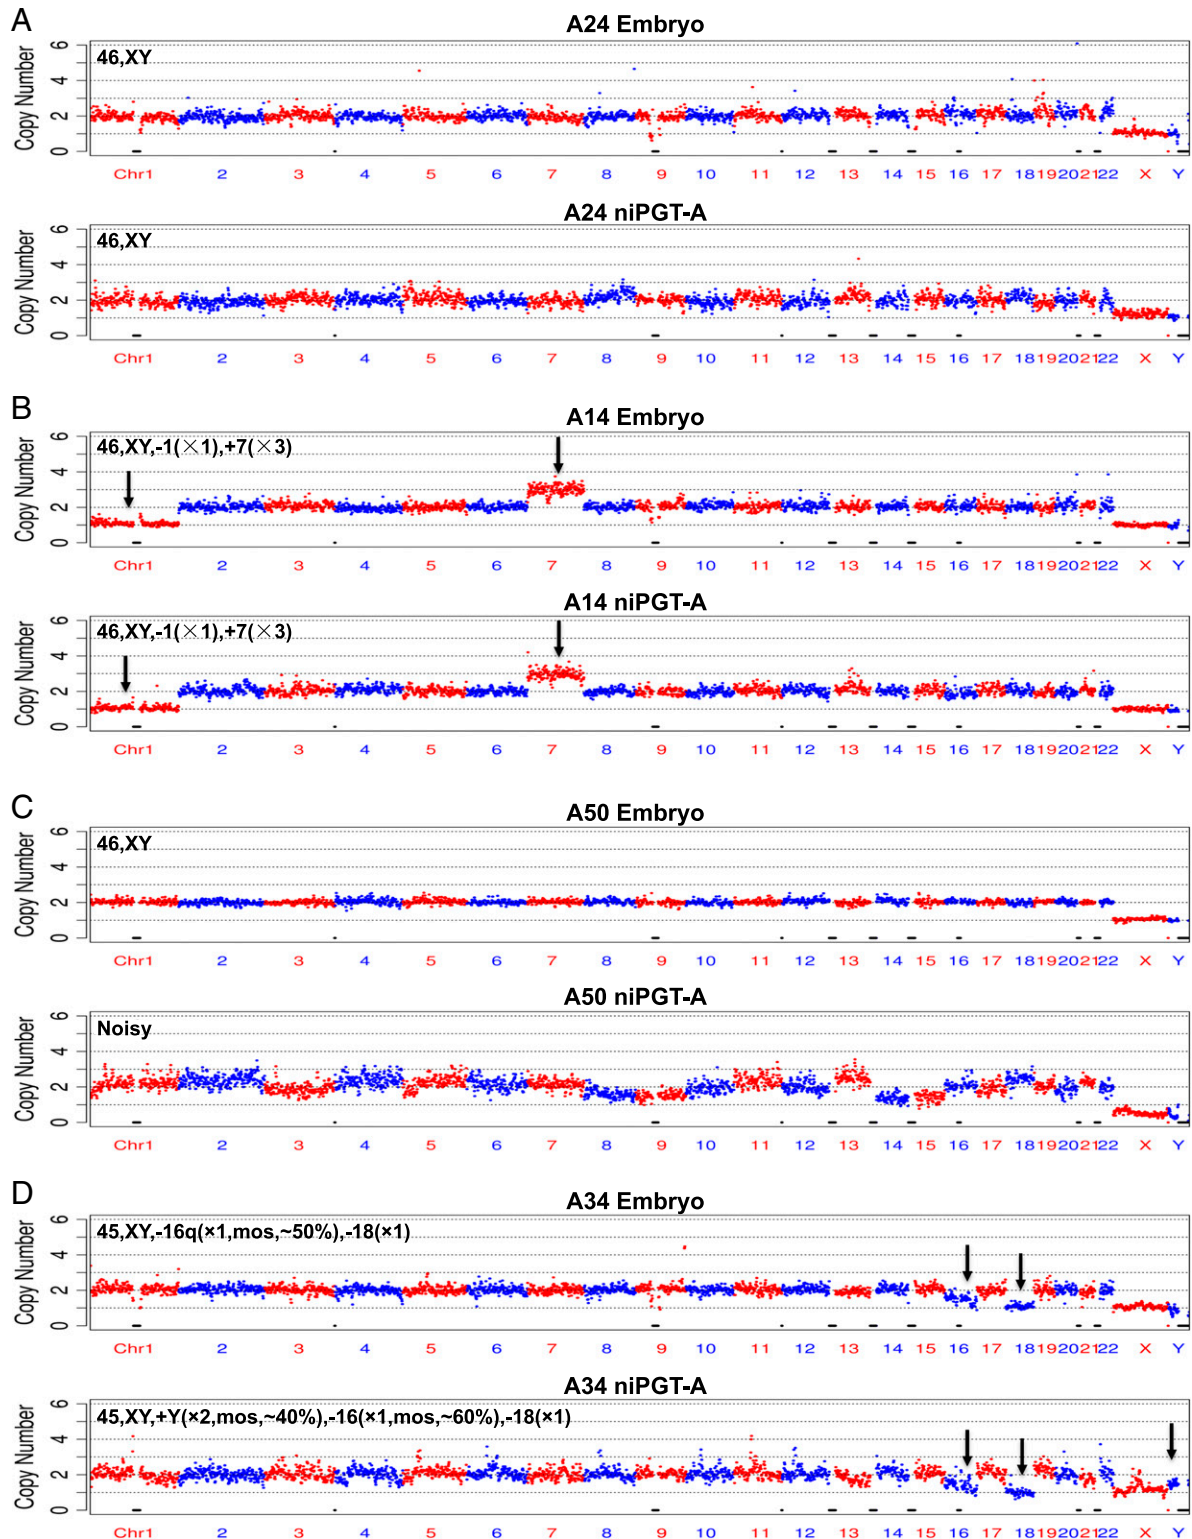 A
A24 Embryo
46,XY
Copy Number
0 2 4 6
Chr1 2 3 4 5 6 7 8 9 10 11 12 13 14 15 16 17 18 19 20 21 22 X Y
A24 niPGT-A
46,XY
Copy Number
0 2 4 6
Chr1 2 3 4 5 6 7 8 9 10 11 12 13 14 15 16 17 18 19 20 21 22 X Y
B
A14 Embryo
46,XY,-1(×1),+7(×3)
Copy Number
0 2 4 6
Chr1 2 3 4 5 6 7 8 9 10 11 12 13 14 15 16 17 18 19 20 21 22 X Y
A14 niPGT-A
46,XY,-1(×1),+7(×3)
Copy Number
0 2 4 6
Chr1 2 3 4 5 6 7 8 9 10 11 12 13 14 15 16 17 18 19 20 21 22 X Y
C
A50 Embryo
46,XY
Copy Number
0 2 4 6
Chr1 2 3 4 5 6 7 8 9 10 11 12 13 14 15 16 17 18 19 20 21 22 X Y
A50 niPGT-A
Noisy
Copy Number
0 2 4 6
Chr1 2 3 4 5 6 7 8 9 10 11 12 13 14 15 16 17 18 19 20 21 22 X Y
D
A34 Embryo
45,XY,-16q(×1,mos,~50%),-18(×1)
Copy Number
0 2 4 6
Chr1 2 3 4 5 6 7 8 9 10 11 12 13 14 15 16 17 18 19 20 21 22 X Y
A34 niPGT-A
45,XY,+Y(×2,mos,~40%),-16(×1,mos,~60%),-18(×1)
Copy Number
0 2 4 6
Chr1 2 3 4 5 6 7 8 9 10 11 12 13 14 15 16 17 18 19 20 21 22 X Y